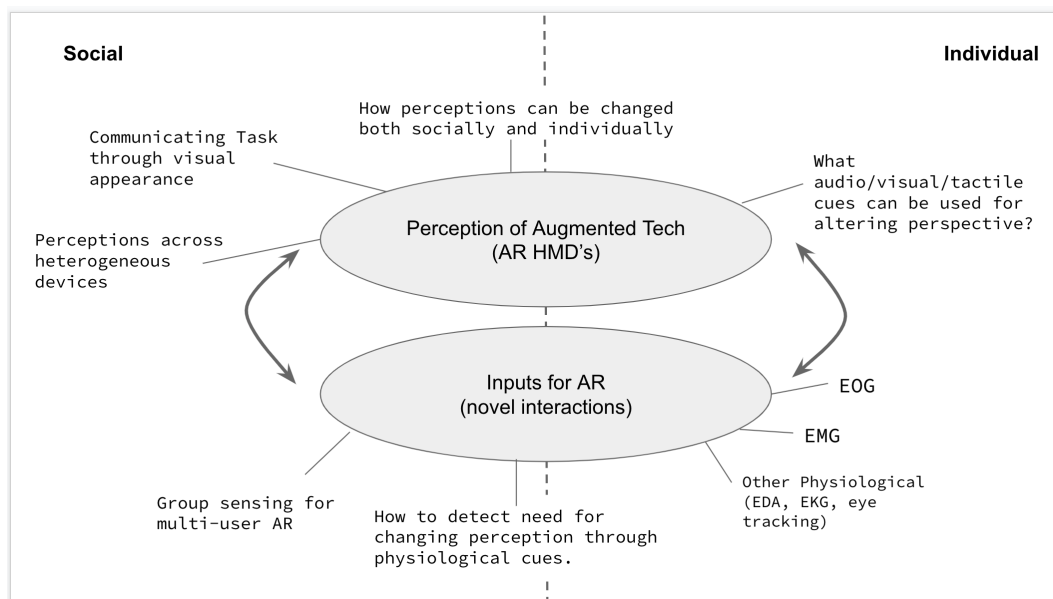 Social
Individual
How perceptions can be changed
both socially and individually
Communicating Task
through visual
appearance
What
audio/visual/tactile
cues can be used for
altering perspective?
Perceptions across
heterogeneous
devices
Perception of Augmented Tech
(AR HMD's)
Inputs for AR
(novel interactions)
EOG
EMG
Other Physiological
(EDA, EKG, eye
tracking)
Group sensing for
multi-user AR
How to detect need for
changing perception through
physiological cues.